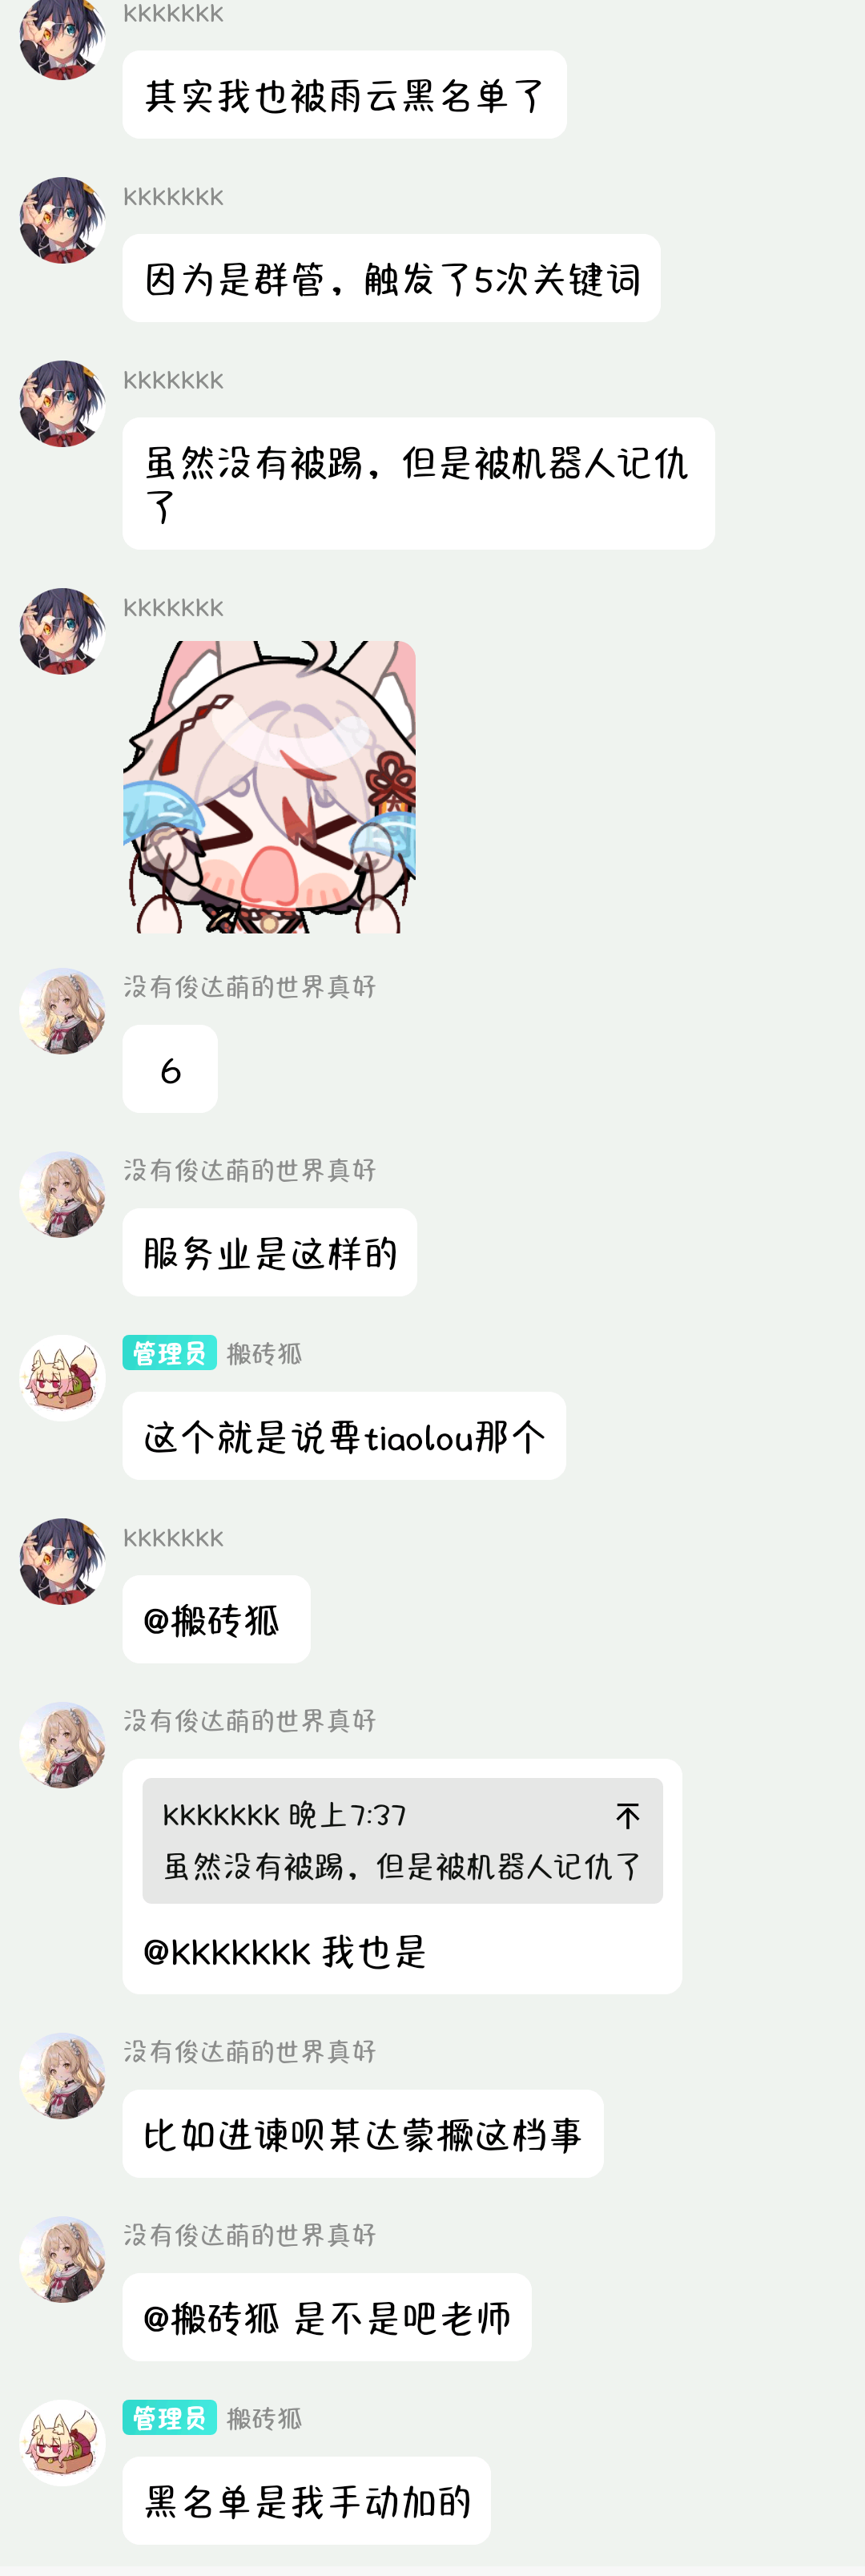 kkkkkkk
其实我也被雨云黑名单了
kkkkkkk
因为是群管，触发了5次关键词
kkkkkkk
虽然没有被踢，但是被机器人记仇
了
kkkkkkk
没有俊达萌的世界真好
6
没有俊达萌的世界真好
服务业是这样的
管理员 搬砖狐
这个就是说要tiaolou那个
kkkkkkk
@搬砖狐
没有俊达萌的世界真好
kkkkkkk 晚上7:37
虽然没有被踢，但是被机器人记仇了
@kkkkkkk 我也是
没有俊达萌的世界真好
比如进谏呗某达蒙撅这档事
没有俊达萌的世界真好
@搬砖狐 是不是吧老师
管理员 搬砖狐
黑名单是我手动加的